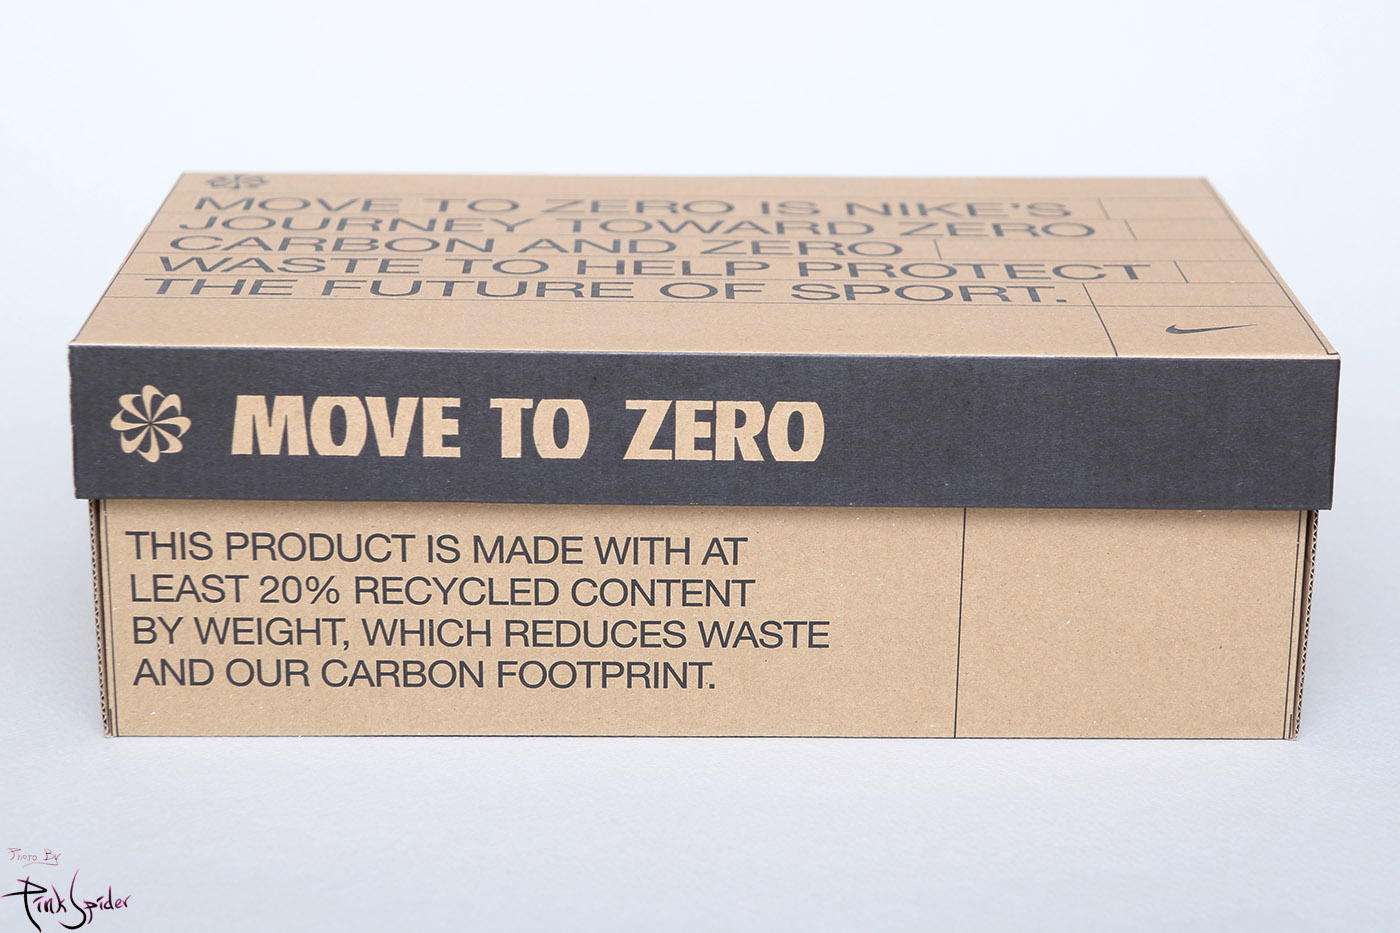 MOVE TO ZERO IS NIKE'S
JOURNEY TOWARD ZERO
CARBON AND ZERO
WASTE TO HELP PROTECT
THE FUTURE OF SPORT.
MOVE TO ZERO
THIS PRODUCT IS MADE WITH AT
LEAST 20% RECYCLED CONTENT
BY WEIGHT, WHICH REDUCES WASTE
AND OUR CARBON FOOTPRINT.
Photo By
PinkSpider